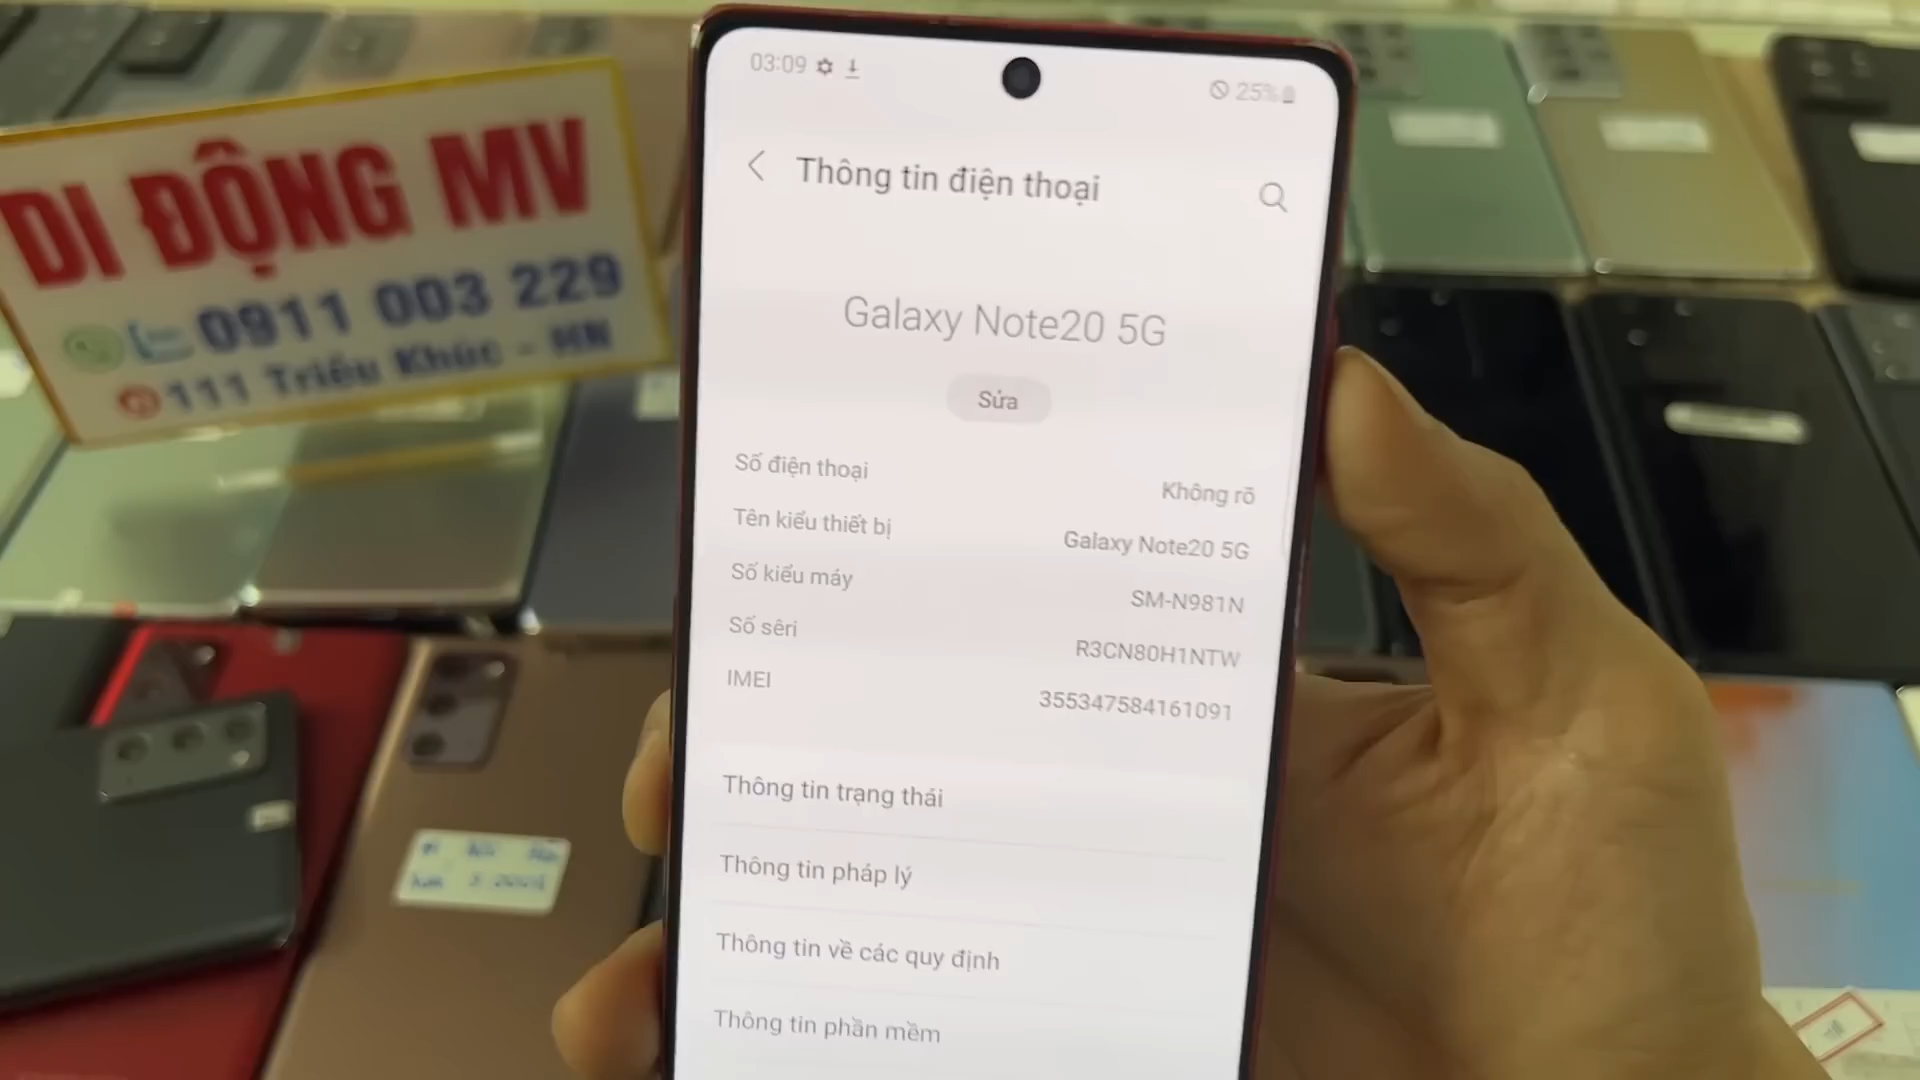 DI ĐỘNG MV
0911 003 229
111 Triều Khúc - HN
03:09
25%
Thông tin điện thoại
Galaxy Note20 5G
Sửa
Số điện thoại
Không rõ
Tên kiểu thiết bị
Galaxy Note20 5G
Số kiểu máy
SM-N981N
Số sêri
R3CN80H1NTW
IMEI
355347584161091
Thông tin trạng thái
Thông tin pháp lý
Thông tin về các quy định
Thông tin phần mềm